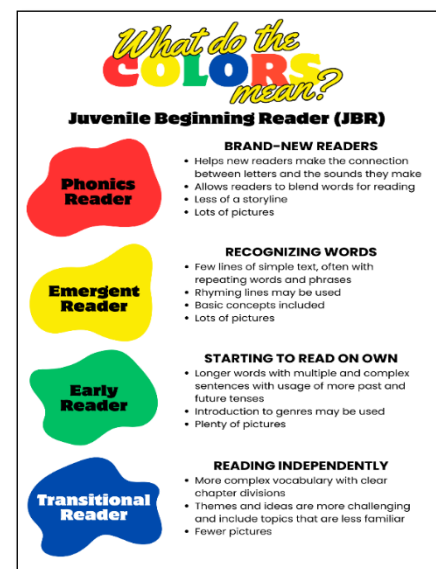 What do the
COLORS
mean?
Juvenile Beginning Reader (JBR)
Phonics
Reader
BRAND-NEW READERS
• Helps new readers make the connection
between letters and the sounds they make
• Allows readers to blend words for reading
• Less of a storyline
• Lots of pictures
Emergent
Reader
RECOGNIZING WORDS
• Few lines of simple text, often with
repeating words and phrases
• Rhyming lines may be used
• Basic concepts included
• Lots of pictures
Early
Reader
STARTING TO READ ON OWN
• Longer words with multiple and complex
sentences with usage of more past and
future tenses
• Introduction to genres may be used
• Plenty of pictures
Transitional
Reader
READING INDEPENDENTLY
• More complex vocabulary with clear
chapter divisions
• Themes and ideas are more challenging
and include topics that are less familiar
• Fewer pictures